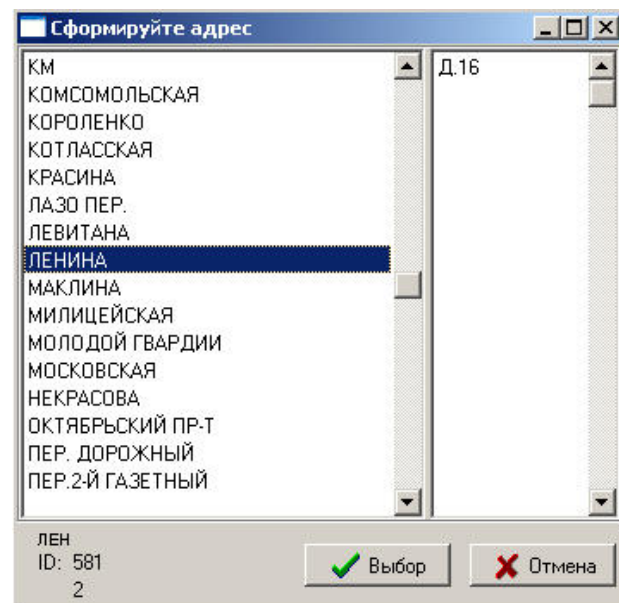 Сформируйте адрес
КМ
КОМСОМОЛЬСКАЯ
КОРОЛЕНКО
КОТЛАССКАЯ
КРАСИНА
ЛАЗО ПЕР.
ЛЕВИТАНА
ЛЕНИНА
МАКЛИНА
МИЛИЦЕЙСКАЯ
МОЛОДОЙ ГВАРДИИ
МОСКОВСКАЯ
НЕКРАСОВА
ОКТЯБРЬСКИЙ ПР-Т
ПЕР. ДОРОЖНЫЙ
ПЕР.2-Й ГАЗЕТНЫЙ
Д.16
ЛЕН
ID: 581
2
Выбор
Отмена